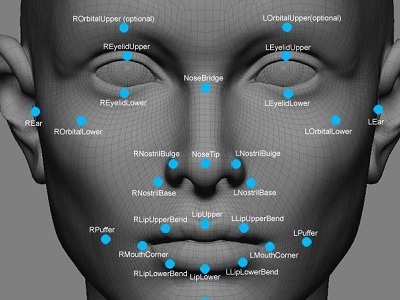 ROrbitalUpper (optional)
LOrbitalUpper(optional)
REyelidUpper
LEyelidUpper
NoseBridge
REyelidLower
LEyelidLower
REar
LEar
ROrbitalLower
LOrbitalLower
RNostrilBulge
NoseTip
LNostrilBulge
RNostrilBase
LNostrilBase
LipUpper
RLipUpperBend
LLipUpperBend
RPuffer
LPuffer
RMouthCorner
LMouthCorner
RLipLowerBend
LipLower
LLipLowerBend